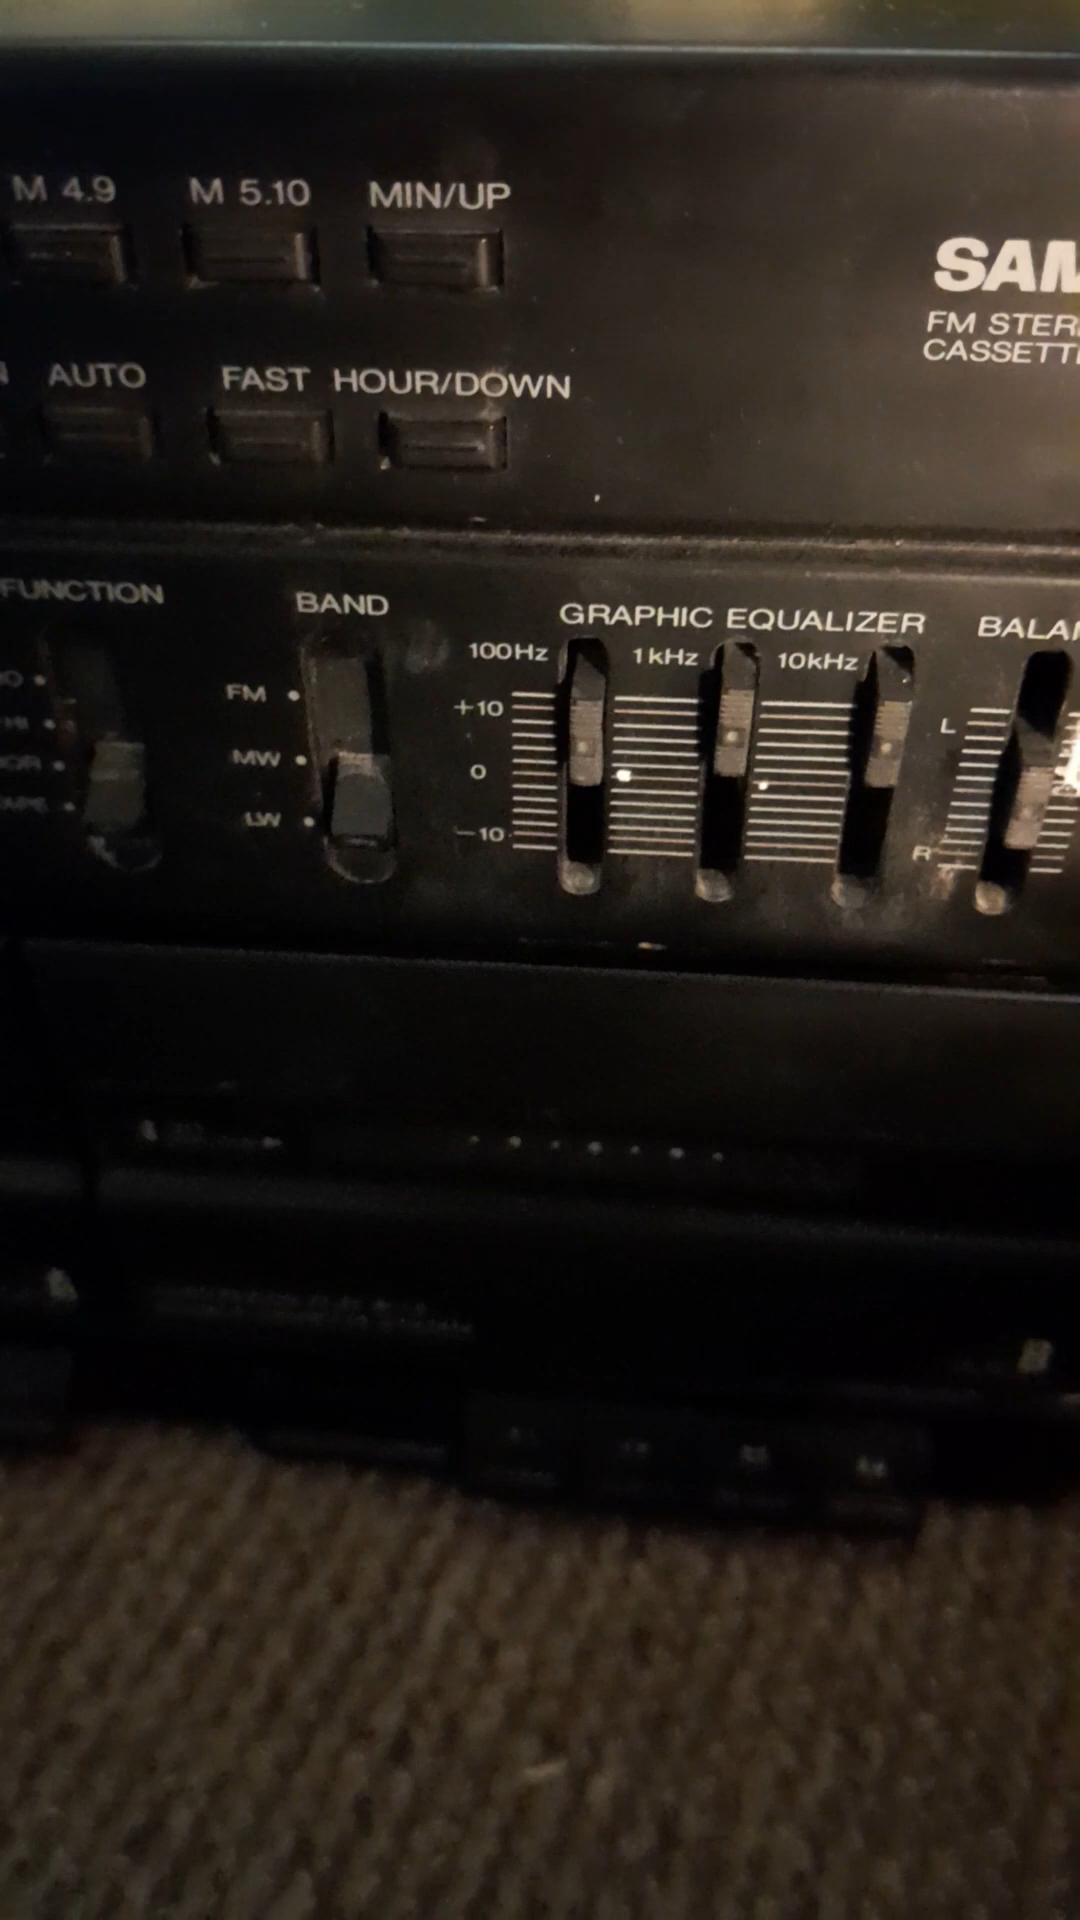 M 4.9 M 5.10 MIN/UP
SAM
FM STER
CASSETT
AUTO FAST HOUR/DOWN
FUNCTION BAND GRAPHIC EQUALIZER BALA
100Hz 1kHz 10kHz
FM +10 L
MW 0
LW −10 R